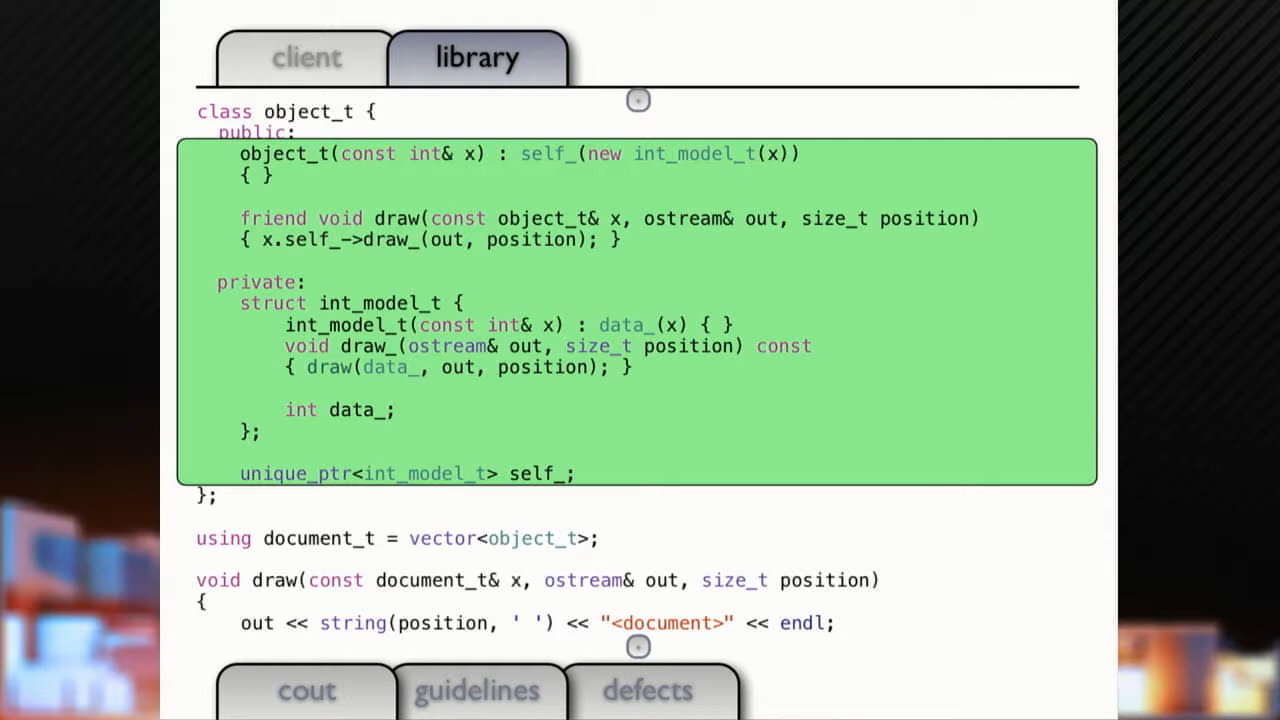 client library
class object_t {
  public:
    object_t(const int& x) : self_(new int_model_t(x))
    { }
    friend void draw(const object_t& x, ostream& out, size_t position)
    { x.self_->draw_(out, position); }
  private:
    struct int_model_t {
        int_model_t(const int& x) : data_(x) { }
        void draw_(ostream& out, size_t position) const
        { draw(data_, out, position); }
        int data_;
    };
    unique_ptr<int_model_t> self_;
};
using document_t = vector<object_t>;
void draw(const document_t& x, ostream& out, size_t position)
{
    out << string(position, ' ') << "<document>" << endl;
cout guidelines defects